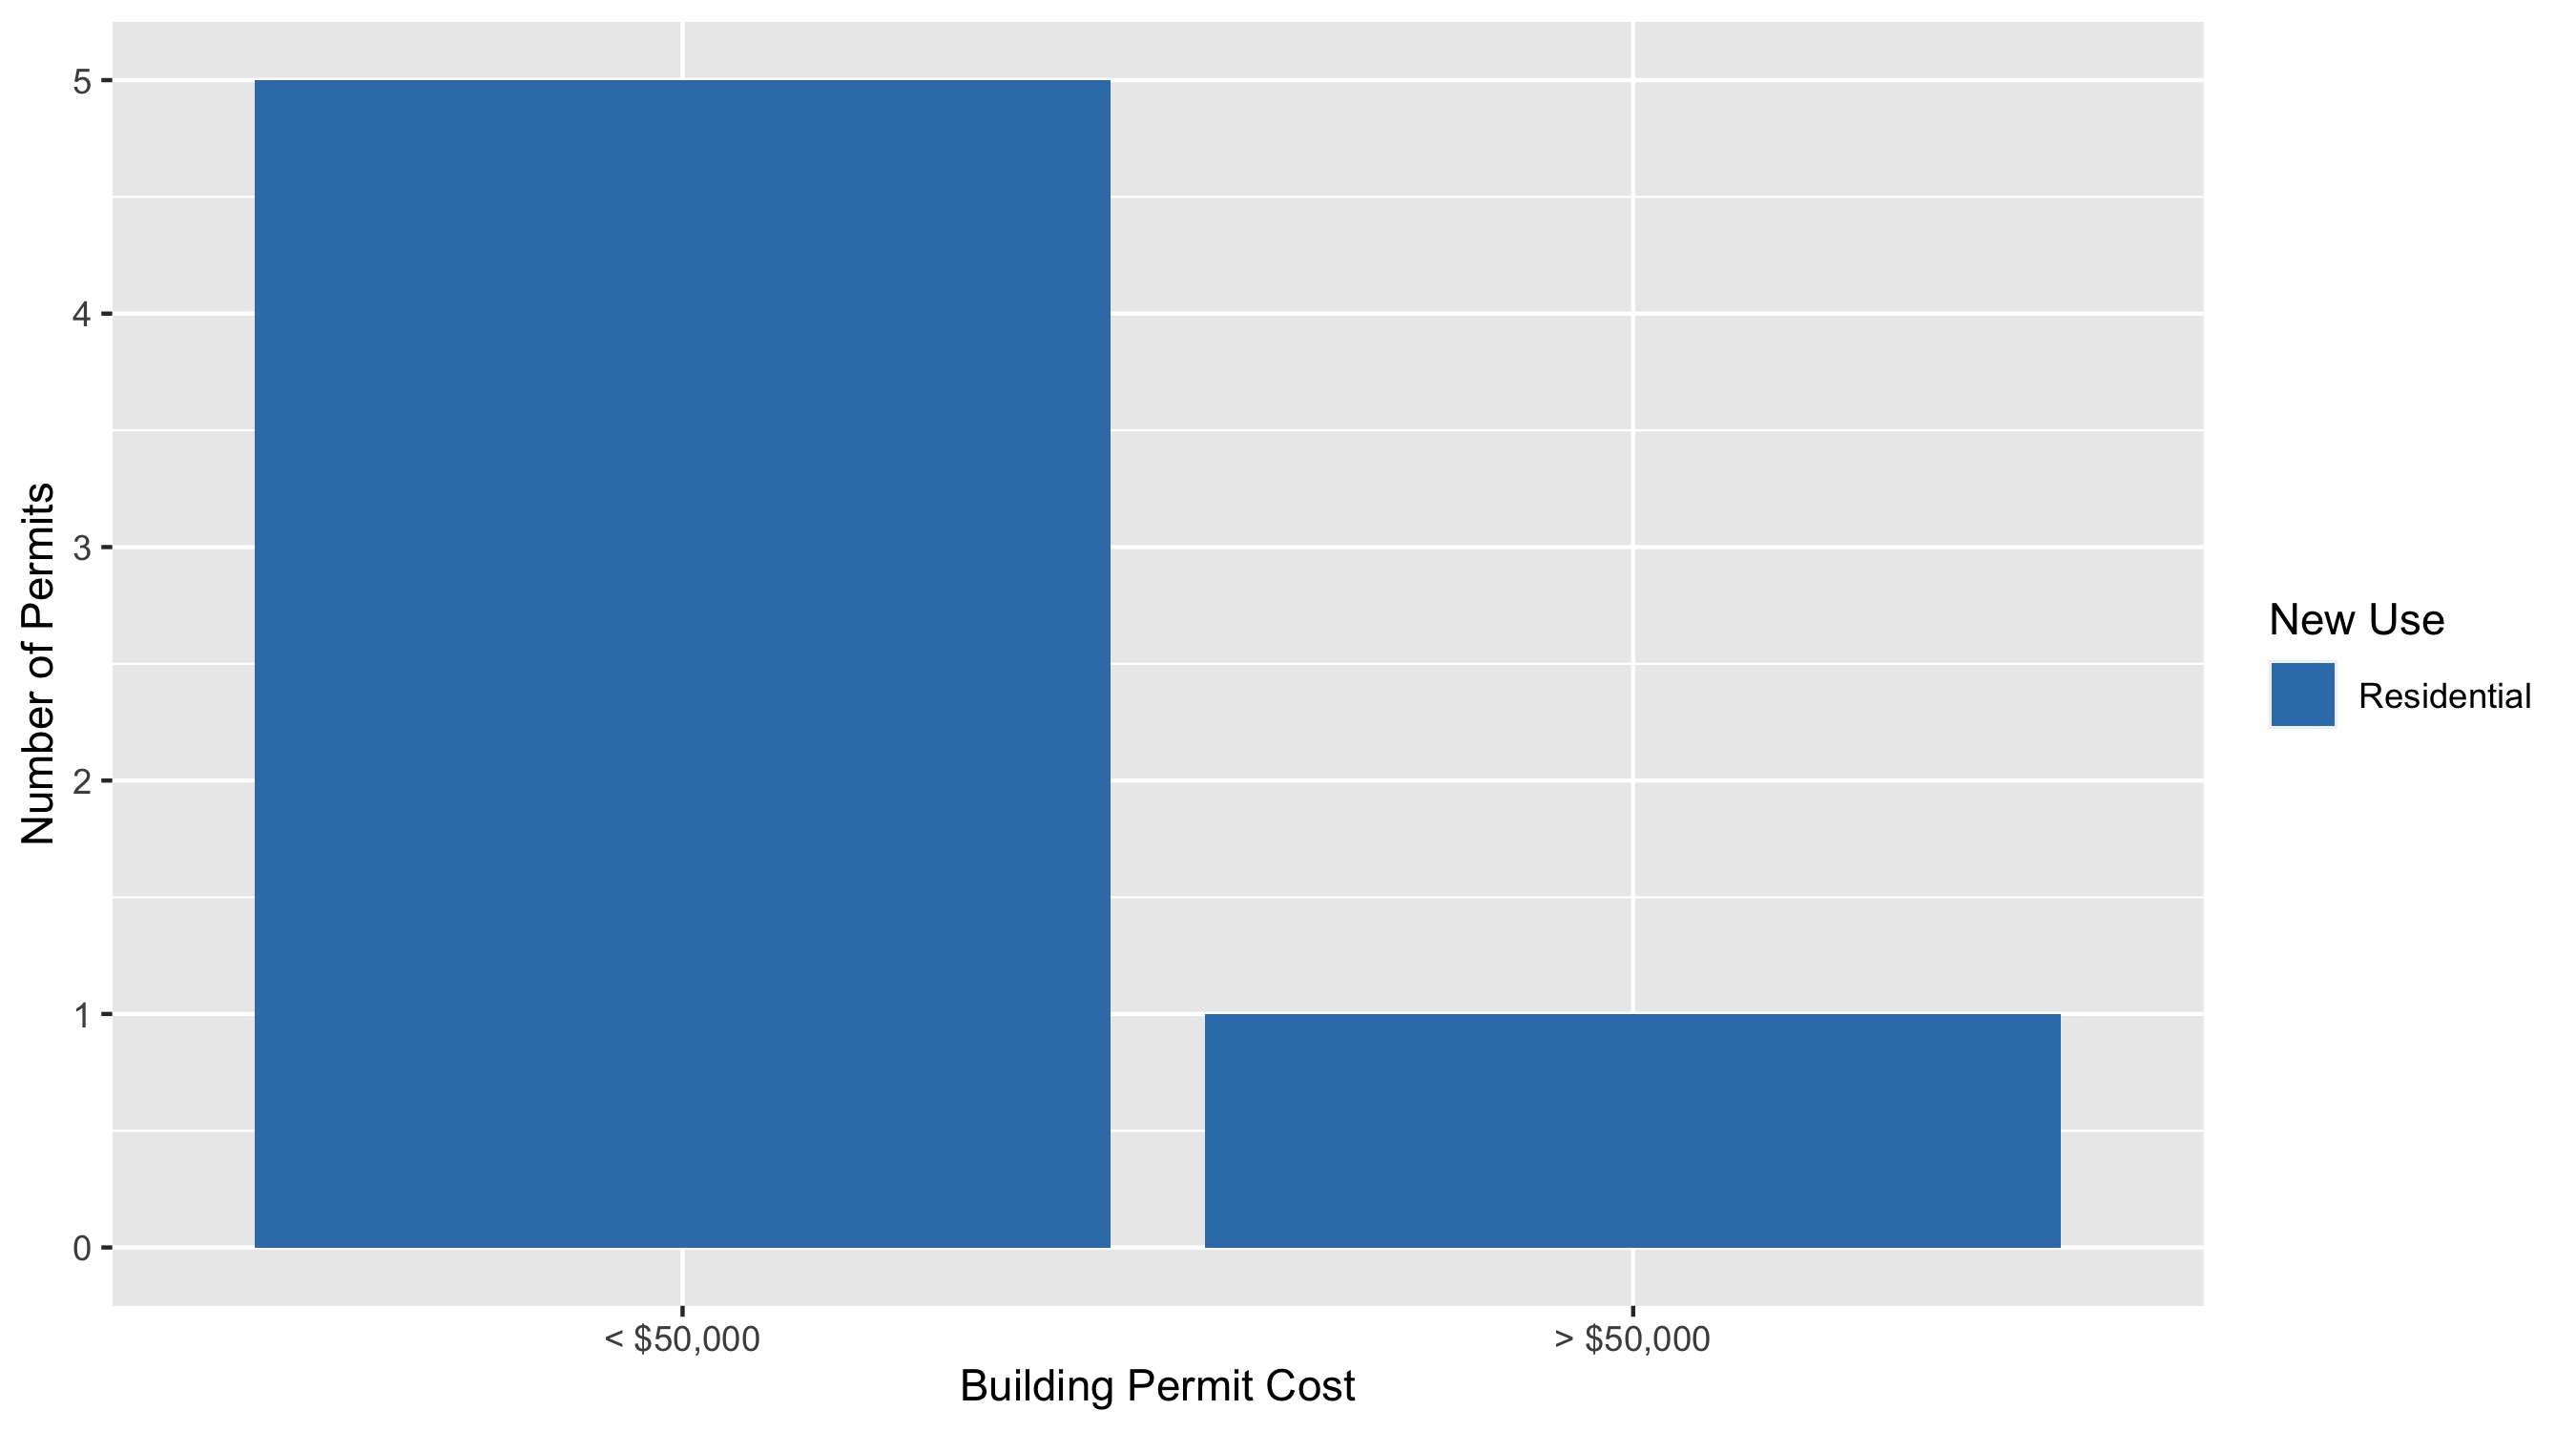 5
4
3
2
1
0
Number of Permits
< $50,000
> $50,000
Building Permit Cost
New Use
Residential